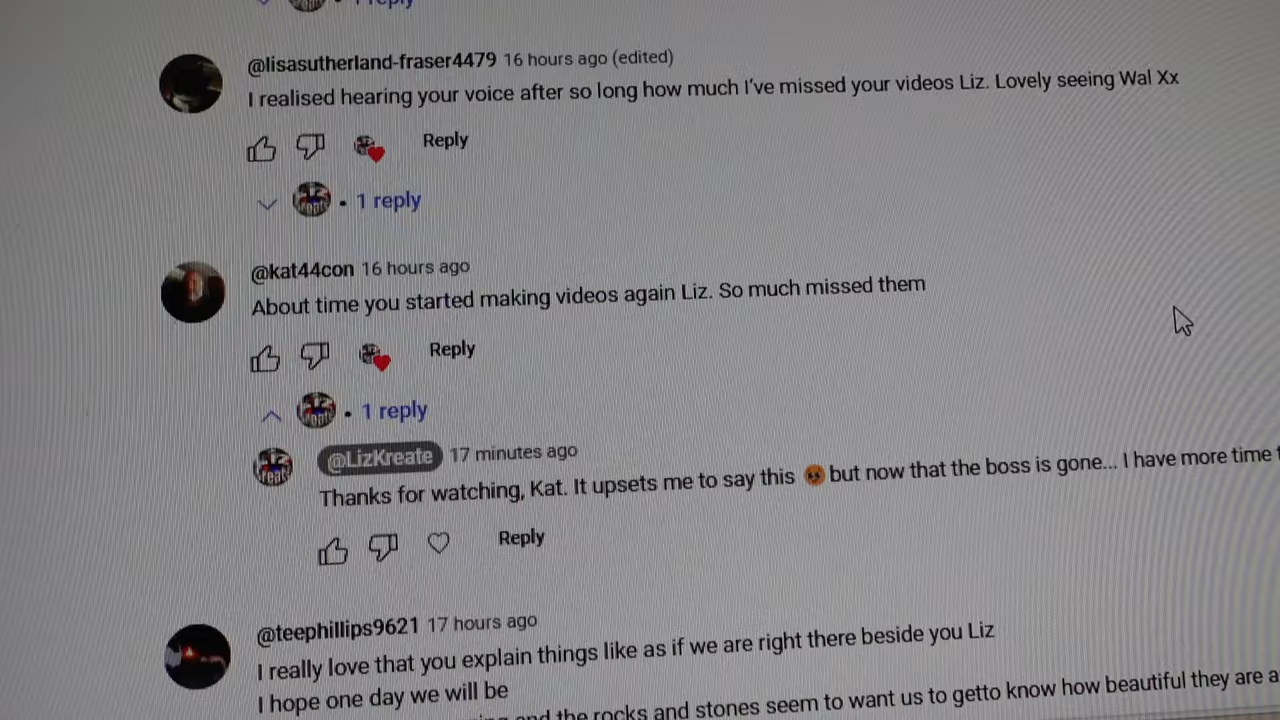 1 reply
@lisasutherland-fraser4479 16 hours ago (edited)
I realised hearing your voice after so long how much I've missed your videos Liz. Lovely seeing Wal Xx
Reply
1 reply
@kat44con 16 hours ago
About time you started making videos again Liz. So much missed them
Reply
1 reply
@LizKreate 17 minutes ago
Thanks for watching, Kat. It upsets me to say this 😡 but now that the boss is gone... I have more time
Reply
@teephillips9621 17 hours ago
I really love that you explain things like as if we are right there beside you Liz
I hope one day we will be
and the rocks and stones seem to want us to getto know how beautiful they are